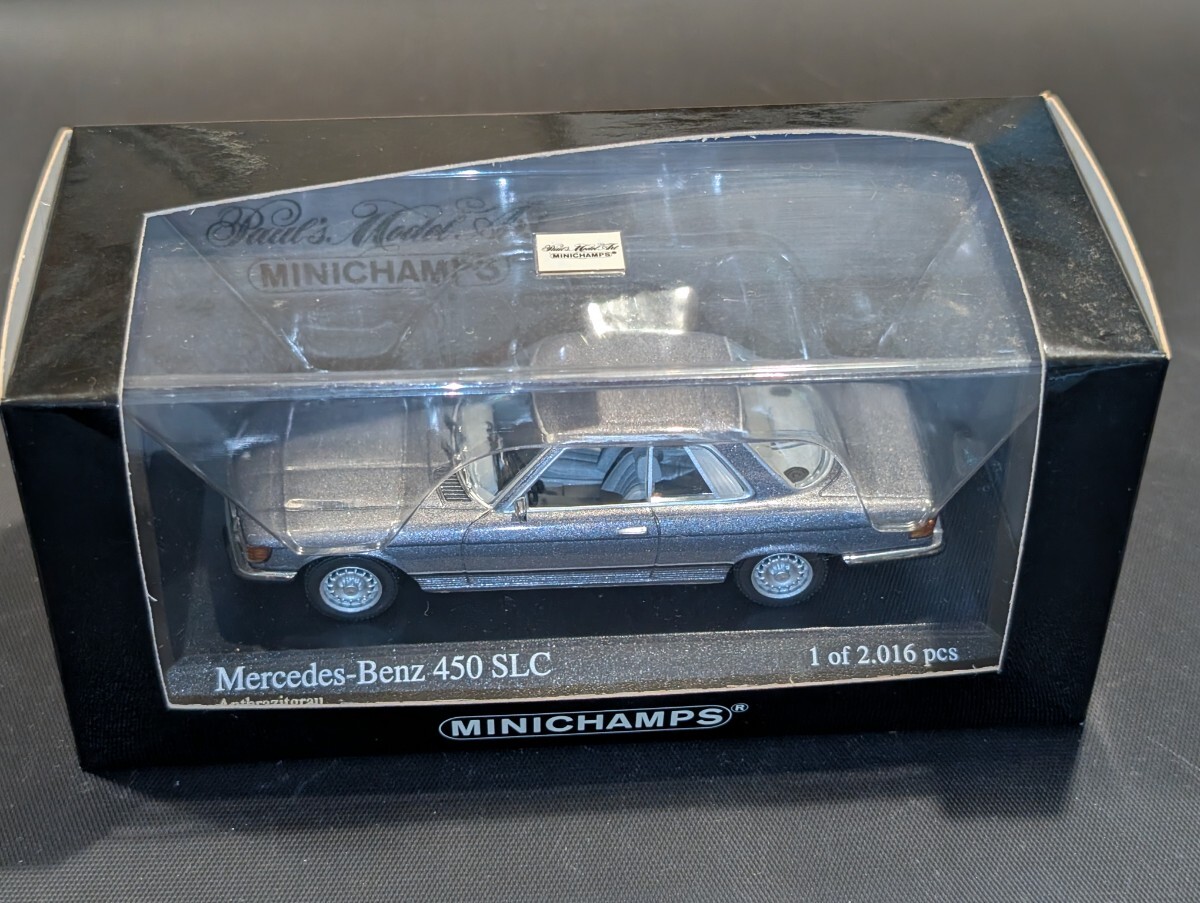 Paul's Model Art
MINICHAMPS
Paul's Model Art
MINICHAMPS®
Mercedes-Benz 450 SLC
1 of 2.016 pcs
Anthrazitgrau
MINICHAMPS®